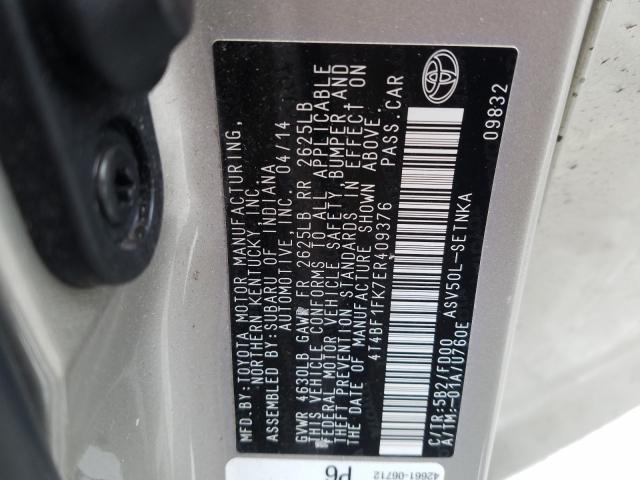 MFD.BY:TOYOTA MOTOR MANUFACTURING,
NORTHERN KENTUCKY, INC.
ASSEMBLED BY:SUBARU OF INDIANA
AUTOMOTIVE, INC. 04/14
GVWR 4630LB GAWR FR 2625LB RR 2625LB
THIS VEHICLE CONFORMS TO ALL APPLICABLE
FEDERAL MOTOR VEHICLE SAFETY, BUMPER, AND
THEFT PREVENTION STANDARDS IN EFFECT ON
THE DATE OF MANUFACTURE SHOWN ABOVE.
4T4BF1FK7ER409376 PASS.CAR
C/TR:5B2/FD00 ASV50L-SETNKA
A/TM:-01A/U760E 09832
42661-06712
P6